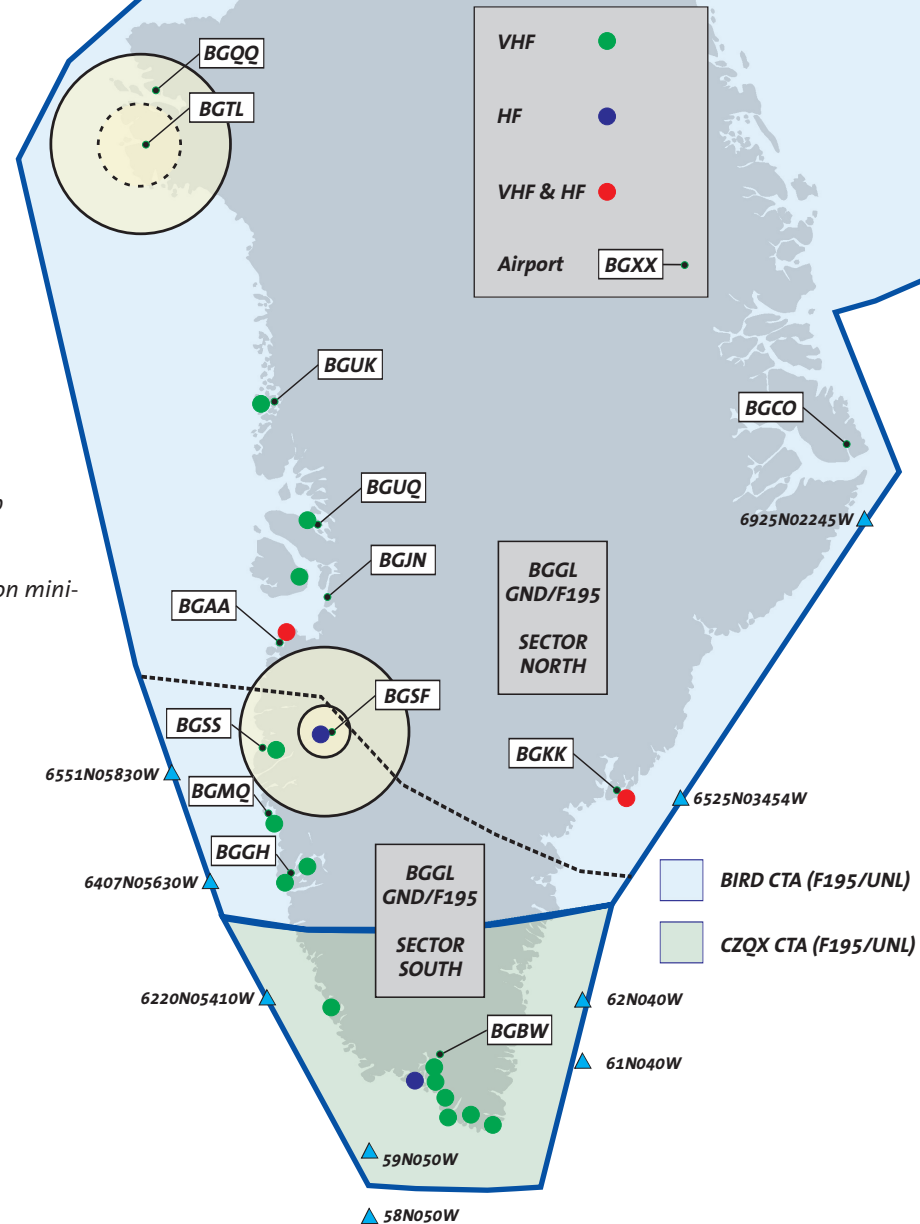 BGQQ
BGTL
VHF
HF
VHF & HF
Airport BGXX
BGUK
BGCO
BGUQ
6925N02245W
BGJN
on mini-
BGAA
BGGL
GND/F195
SECTOR
NORTH
BGSF
BGSS
6551N05830W
BGKK
6525N03454W
BGMQ
BGGH
6407N05630W
BGGL
GND/F195
SECTOR
SOUTH
BIRD CTA (F195/UNL)
CZQX CTA (F195/UNL)
6220N05410W
62N040W
BGBW
61N040W
59N050W
58N050W